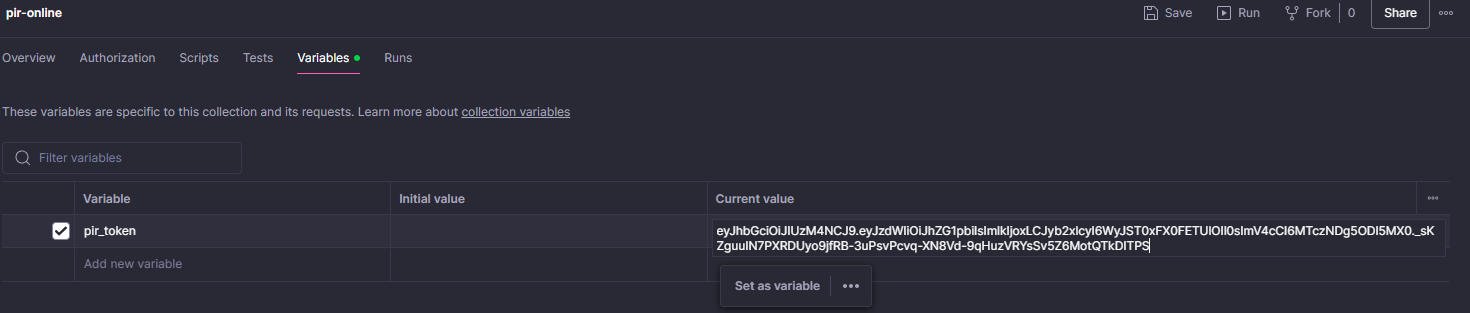 pir-online
Save
Run
Fork
0
Share
Overview
Authorization
Scripts
Tests
Variables
Runs
These variables are specific to this collection and its requests. Learn more about collection variables
Filter variables
Variable
Initial value
Current value
pir_token
eyJhbGciOiJIUzM4NCJ9.eyJzdWIiOiJhZG1pbiIsImlkIjoxLCJyb2xlcyI6WyJST0xFX0FETUlOIl0sImV4cCI6MTczNDg5ODI5MX0._sK
ZguuIN7PXRDUyo9jfRB-3uPsvPcvq-XN8Vd-9qHuzVRYsSv5Z6MotQTkDITPS
Add new variable
Set as variable